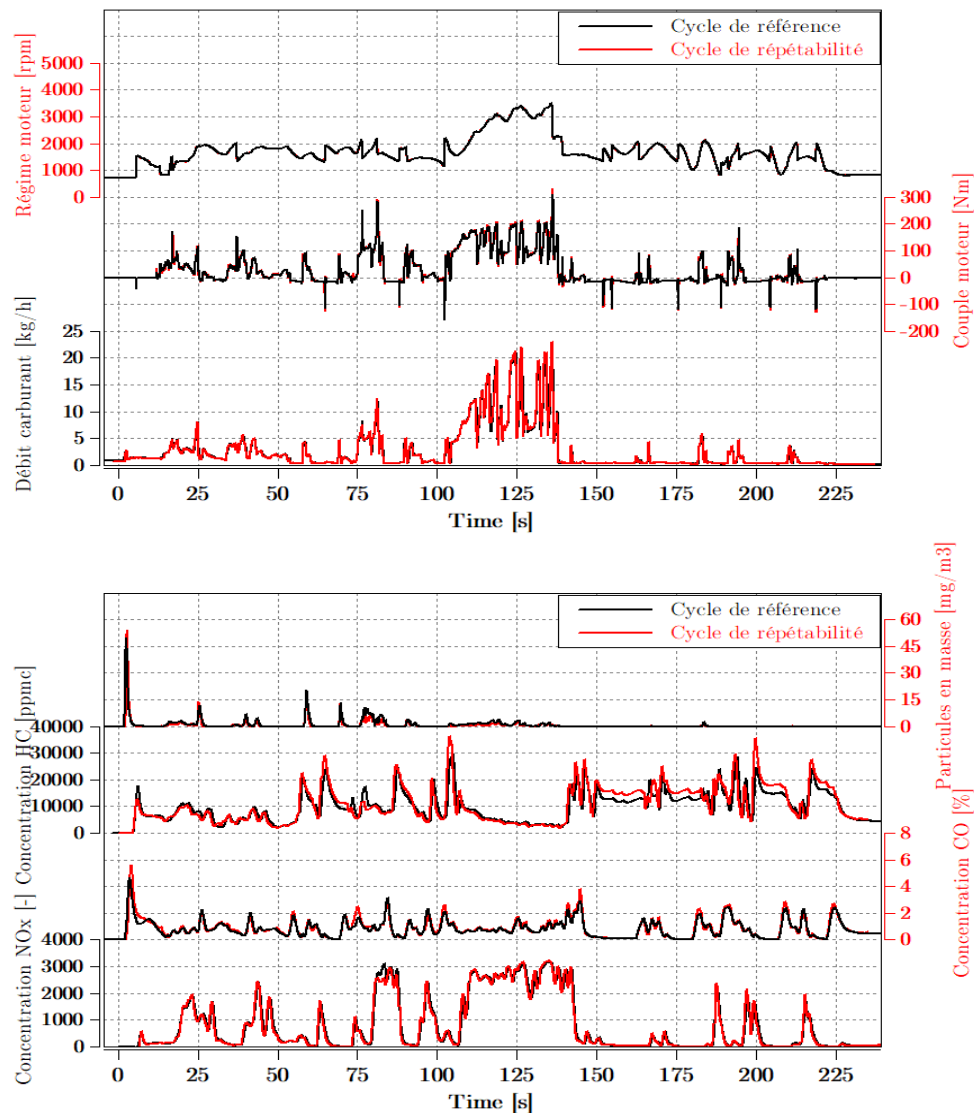 Cycle de référence
Cycle de répétabilité
Régime moteur [rpm]
5000
4000
3000
2000
1000
0
Couple moteur [Nm]
300
200
100
0
-100
-200
Débit carburant [kg/h]
25
20
15
10
5
0
0 25 50 75 100 125 150 175 200 225
Time [s]
Cycle de référence
Cycle de répétabilité
Particules en masse [mg/m3]
60
45
30
15
0
Concentration HC [ppmc]
40000
30000
20000
10000
0
Concentration CO [%]
8
6
4
2
0
Concentration NOx [-]
4000
3000
2000
1000
0
0 25 50 75 100 125 150 175 200 225
Time [s]